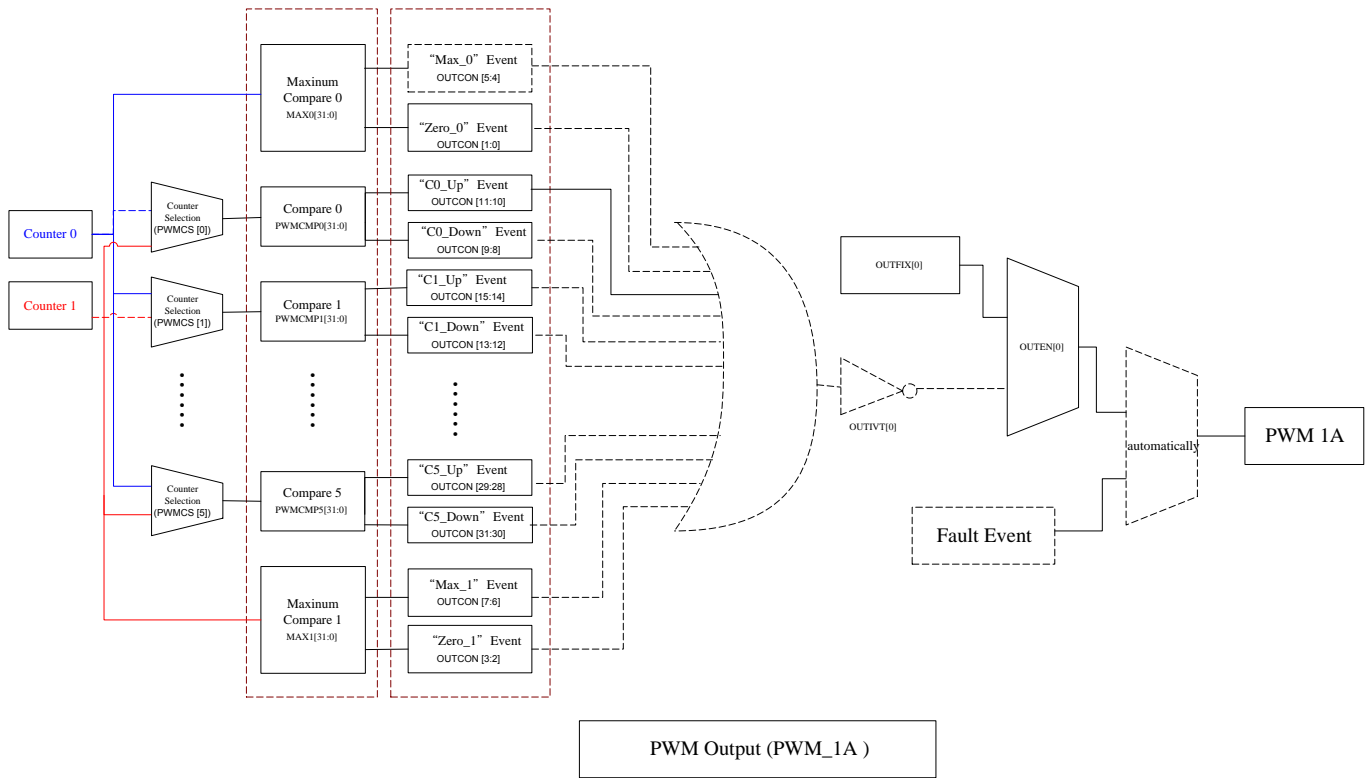 Counter 0
Counter 1
Counter
Selection
(PWMCS [0])
Counter
Selection
(PWMCS [1])
Counter
Selection
(PWMCS [5])
Maxinum
Compare 0
MAX0[31:0]
Compare 0
PWMCMP0[31:0]
Compare 1
PWMCMP1[31:0]
Compare 5
PWMCMP5[31:0]
Maxinum
Compare 1
MAX1[31:0]
“Max_0” Event
OUTCON [5:4]
“Zero_0” Event
OUTCON [1:0]
“C0_Up” Event
OUTCON [11:10]
“C0_Down” Event
OUTCON [9:8]
“C1_Up” Event
OUTCON [15:14]
“C1_Down” Event
OUTCON [13:12]
“C5_Up” Event
OUTCON [29:28]
“C5_Down” Event
OUTCON [31:30]
“Max_1” Event
OUTCON [7:6]
“Zero_1” Event
OUTCON [3:2]
OUTIVT[0]
OUTFIX[0]
OUTEN[0]
Fault Event
automatically
PWM 1A
PWM Output (PWM_1A )